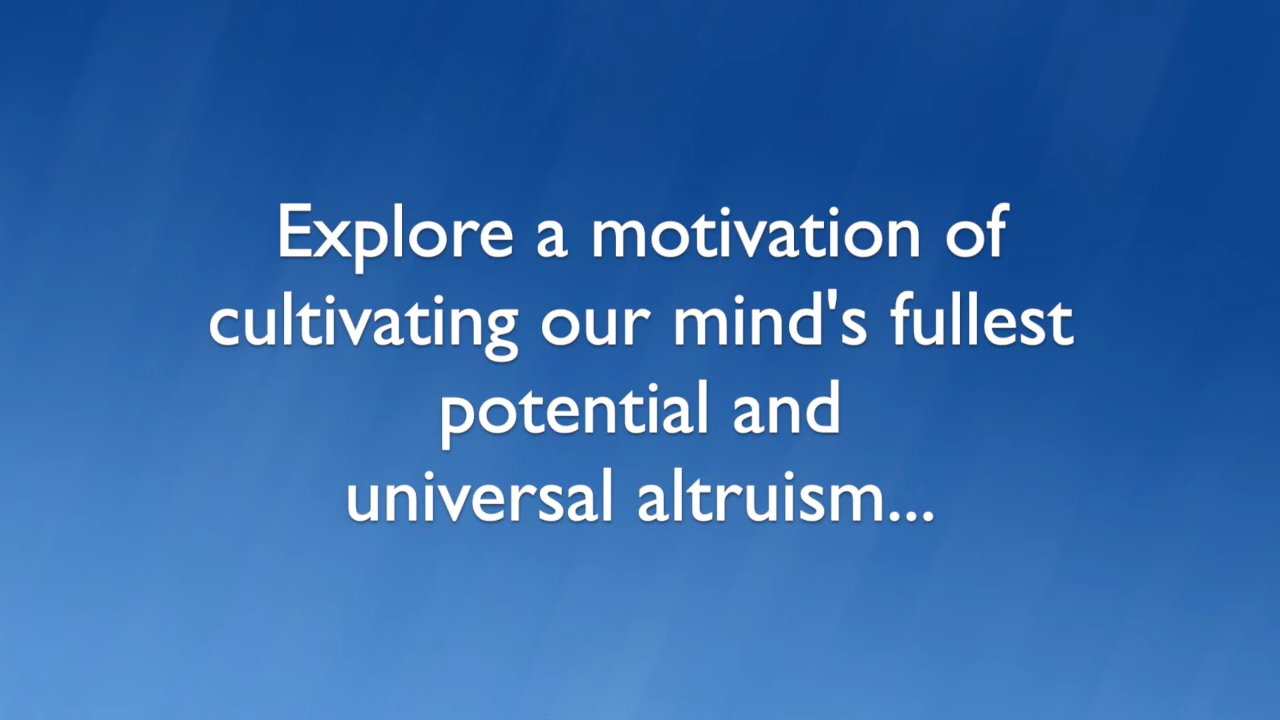 Explore a motivation of
cultivating our mind's fullest
potential and
universal altruism...